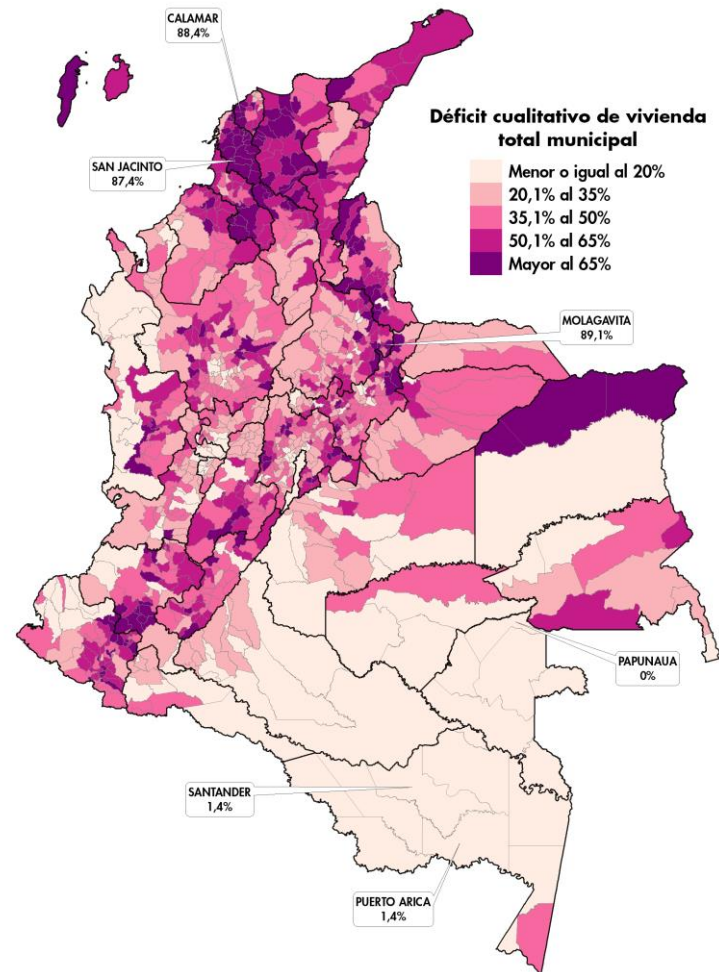 CALAMAR
88,4%
Déficit cualitativo de vivienda
total municipal
Menor o igual al 20%
20,1% al 35%
35,1% al 50%
50,1% al 65%
Mayor al 65%
SAN JACINTO
87,4%
MOLAGAVITA
89,1%
PAPUNAUA
0%
SANTANDER
1,4%
PUERTO ARICA
1,4%